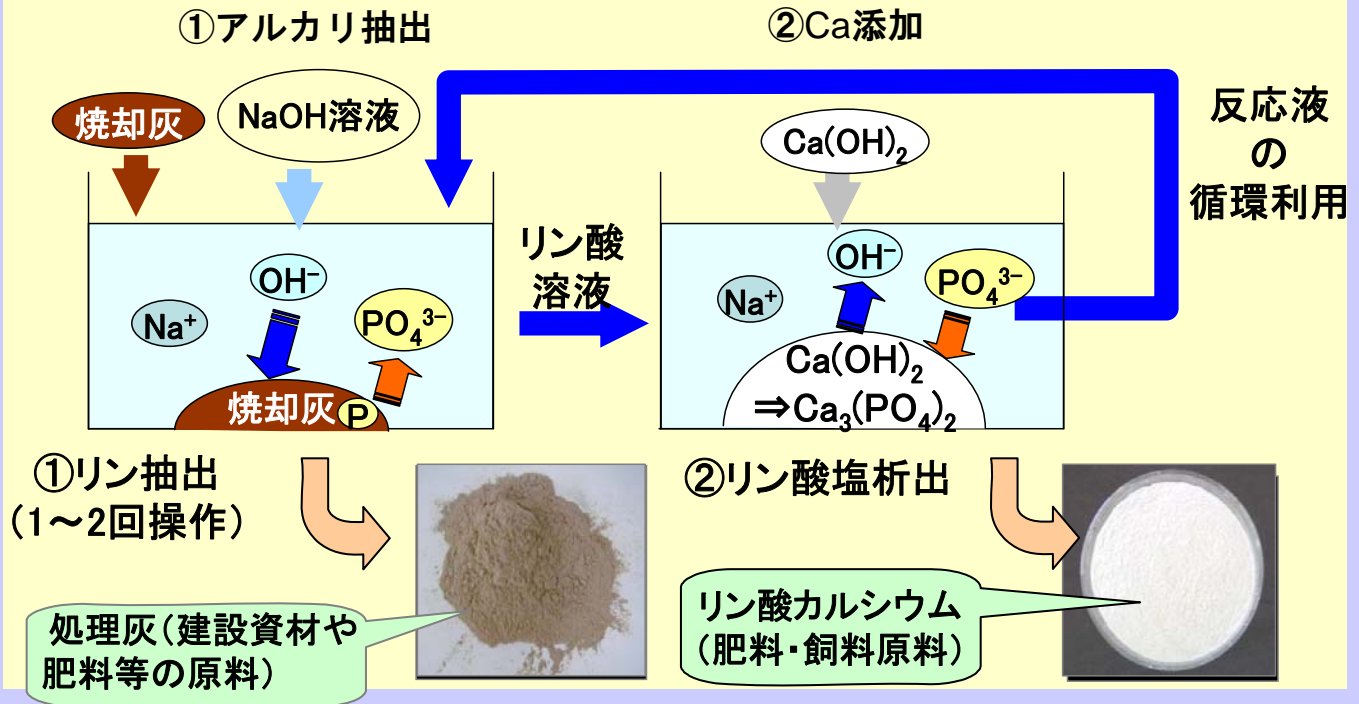 ①アルカリ抽出
②Ca添加
焼却灰
NaOH溶液
Ca(OH)₂
反応液
の
循環利用
リン酸
溶液
OH⁻
Na⁺
PO₄³⁻
焼却灰
P
OH⁻
Na⁺
PO₄³⁻
Ca(OH)₂
⇒Ca₃(PO₄)₂
①リン抽出
(1～2回操作)
②リン酸塩析出
処理灰(建設資材や
肥料等の原料)
リン酸カルシウム
(肥料・飼料原料)